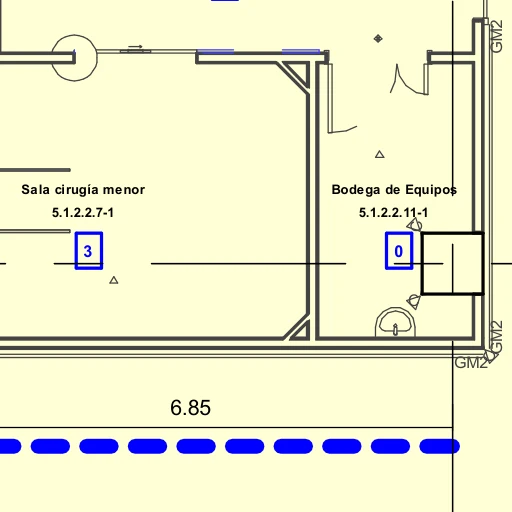 GM2
Sala cirugía menor
5.1.2.2.7-1
3
Bodega de Equipos
5.1.2.2.11-1
0
GM2
GM2
6.85